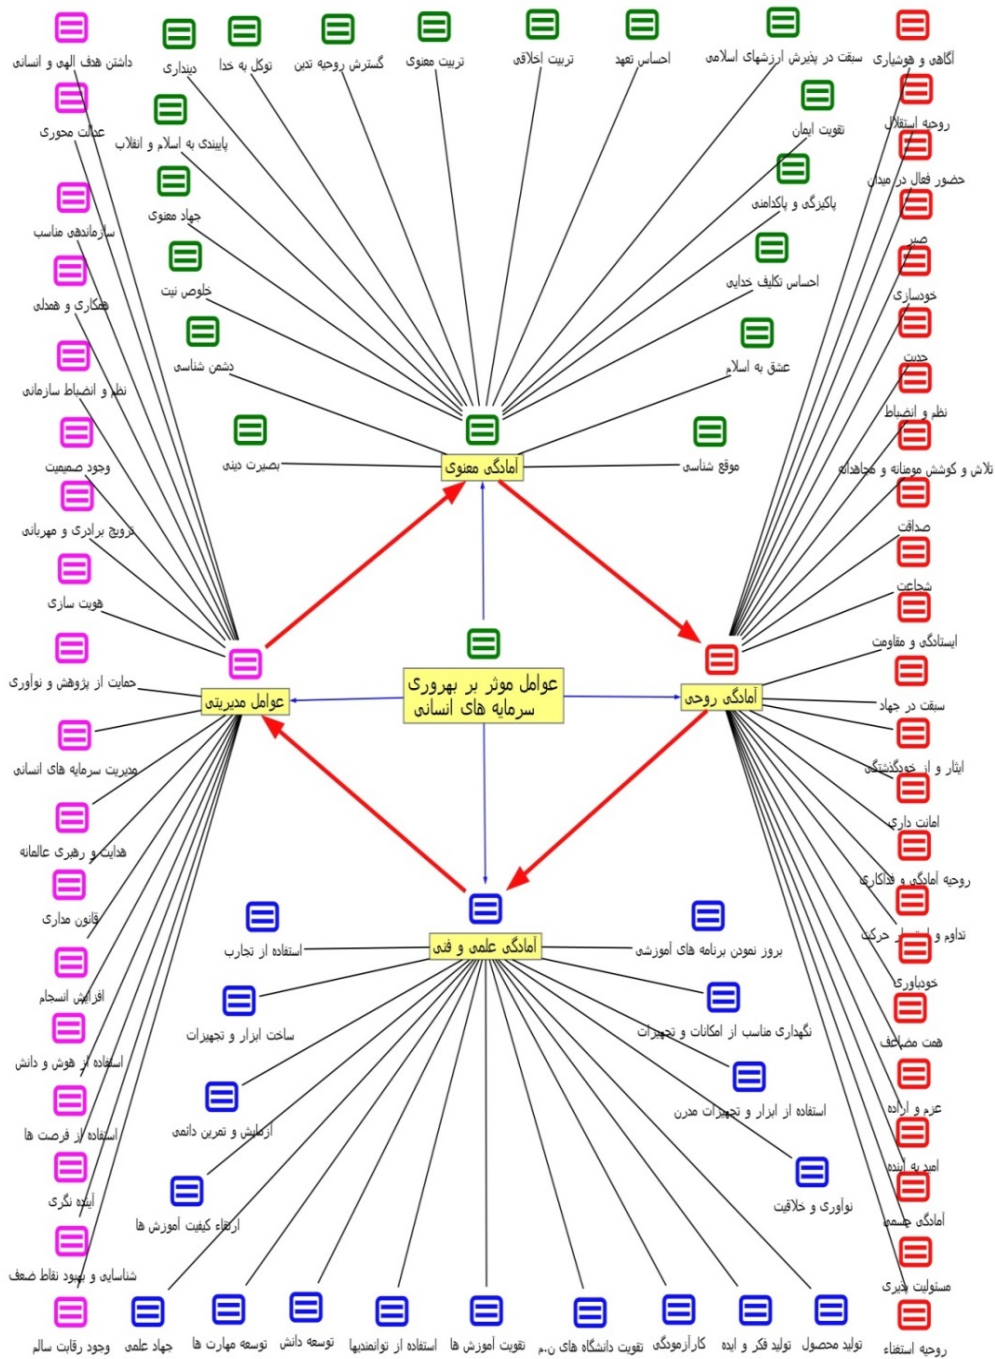 سبقت در پذیرش ارزشهای اسلامی
احساس تعهد
تربیت اخلاقی
تربیت معنوی
گسترش روحیه تدین
توکل به خدا
دینداری
تقویت ایمان
پاکیزگی و پاکدامنی
احساس تکلیف خدایی
عشق به اسلام
موقع شناسی
پایبندی به اسلام و انقلاب
جهاد معنوی
خلوص نیت
دشمن شناسی
بصیرت دینی
آمادگی معنوی
آگاهی و هوشیاری
روحیه استقلال
حضور فعال در میدان
صبر
خودسازی
جدیت
نظم و انضباط
تلاش و کوشش مومنانه و مجاهدانه
صداقت
شجاعت
ایستادگی و مقاومت
سبقت در جهاد
ایثار و از خودگذشتگی
امانت داری
روحیه آمادگی و فداکاری
تداوم و حرکت
خودباوری
همت مضاعف
عزم و اراده
امید به آینده
آمادگی جسمی
مسئولیت پذیری
روحیه استغناء
آمادگی روحی
عوامل موثر بر بهروری
سرمایه های انسانی
عوامل مدیریتی
داشتن هدف الهی و انسانی
عدالت محوری
سازماندهی مناسب
همکاری و همدلی
نظم و انضباط سازمانی
وجود صمیمیت
ترویج برادری و مهربانی
هویت سازی
حمایت از پژوهش و نوآوری
مدیریت سرمایه های انسانی
هدایت و رهبری عالمانه
قانون مداری
افزایش انسجام
استفاده از هوش و دانش
استفاده از فرصت ها
آینده نگری
شناسایی و بهبود نقاط ضعف
وجود رقابت سالم
آمادگی علمی و فنی
بروز نمودن برنامه های آموزشی
نگهداری مناسب از امکانات و تجهیزات
استفاده از ابزار و تجهیزات مدرن
نوآوری و خلاقیت
استفاده از تجارب
ساخت ابزار و تجهیزات
ازمایش و تمرین دائمی
ارتقاء کیفیت آموزش ها
تولید محصول
تولید فکر و ایده
کارآزمودگی
تقویت دانشگاه های ن.م
تقویت آموزش ها
استفاده از توانمندیها
توسعه دانش
توسعه مهارت ها
جهاد علمی